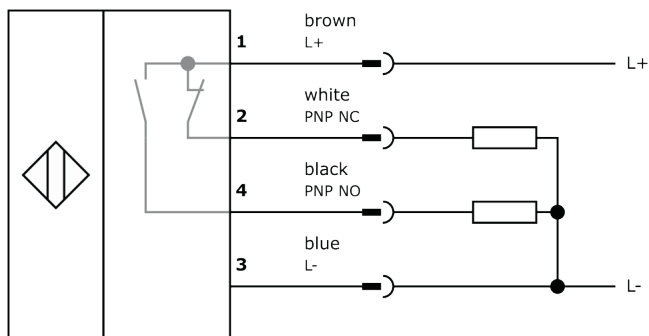 brown
1 L+ L+
white
2 PNP NC
black
4 PNP NO
blue
3 L- L-